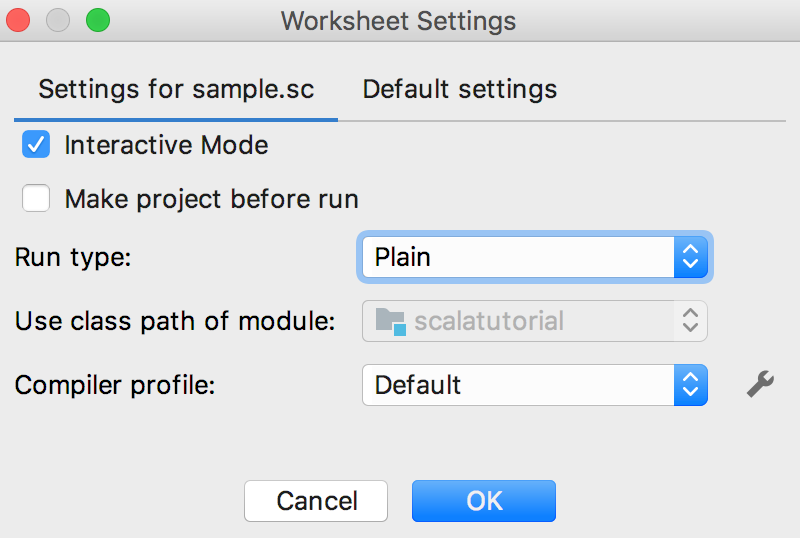 Worksheet Settings
Settings for sample.sc Default settings
Interactive Mode
Make project before run
Run type: Plain
Use class path of module: scalatutorial
Compiler profile: Default
Cancel OK